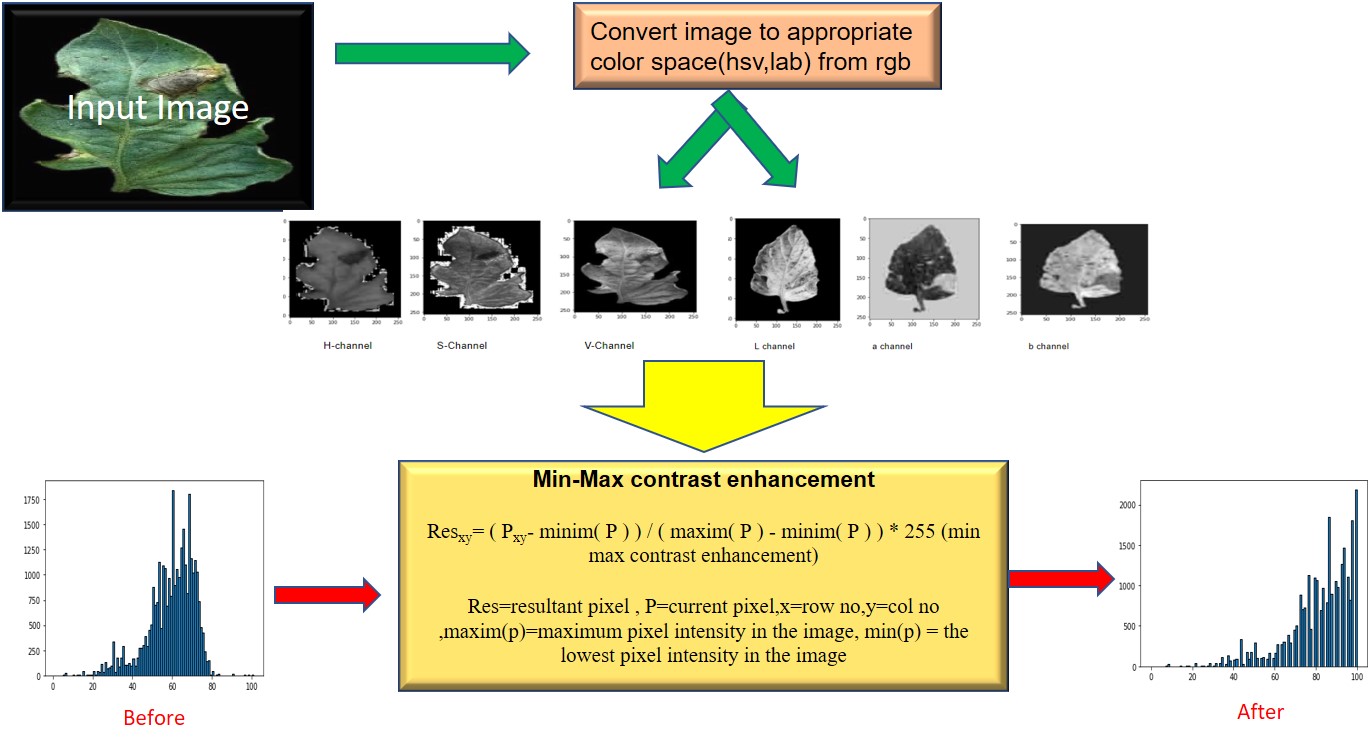 Input Image
Convert image to appropriate
color space(hsv,lab) from rgb
H-channel
S-Channel
V-Channel
L channel
a channel
b channel
Min-Max contrast enhancement
Resxy= ( Pxy- minim( P ) ) / ( maxim( P ) - minim( P ) ) * 255 (min
max contrast enhancement)
Res=resultant pixel , P=current pixel,x=row no,y=col no
,maxim(p)=maximum pixel intensity in the image, min(p) = the
lowest pixel intensity in the image
1750
1500
1250
1000
750
500
250
0
0 20 40 60 80 100
Before
2000
1500
1000
500
0
0 20 40 60 80 100
After